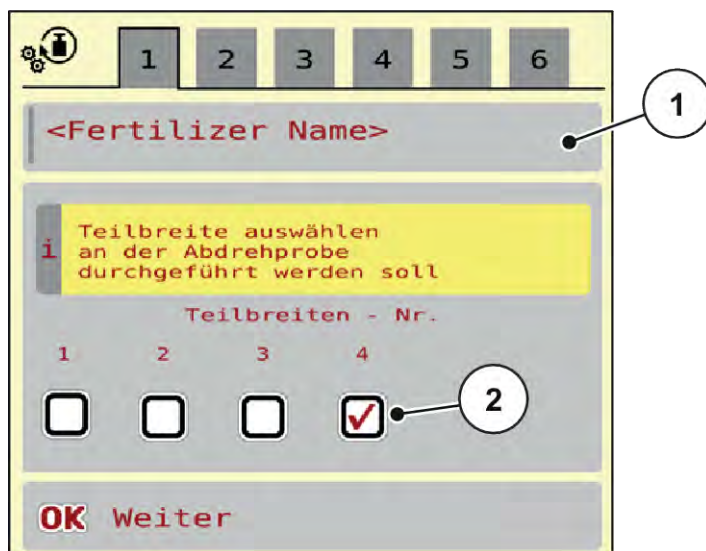 1 2 3 4 5 6
<Fertilizer Name>
1
i
Teilbreite auswählen
an der Abdrehprobe
durchgeführt werden soll
Teilbreiten - Nr.
1 2 3 4
2
OK Weiter